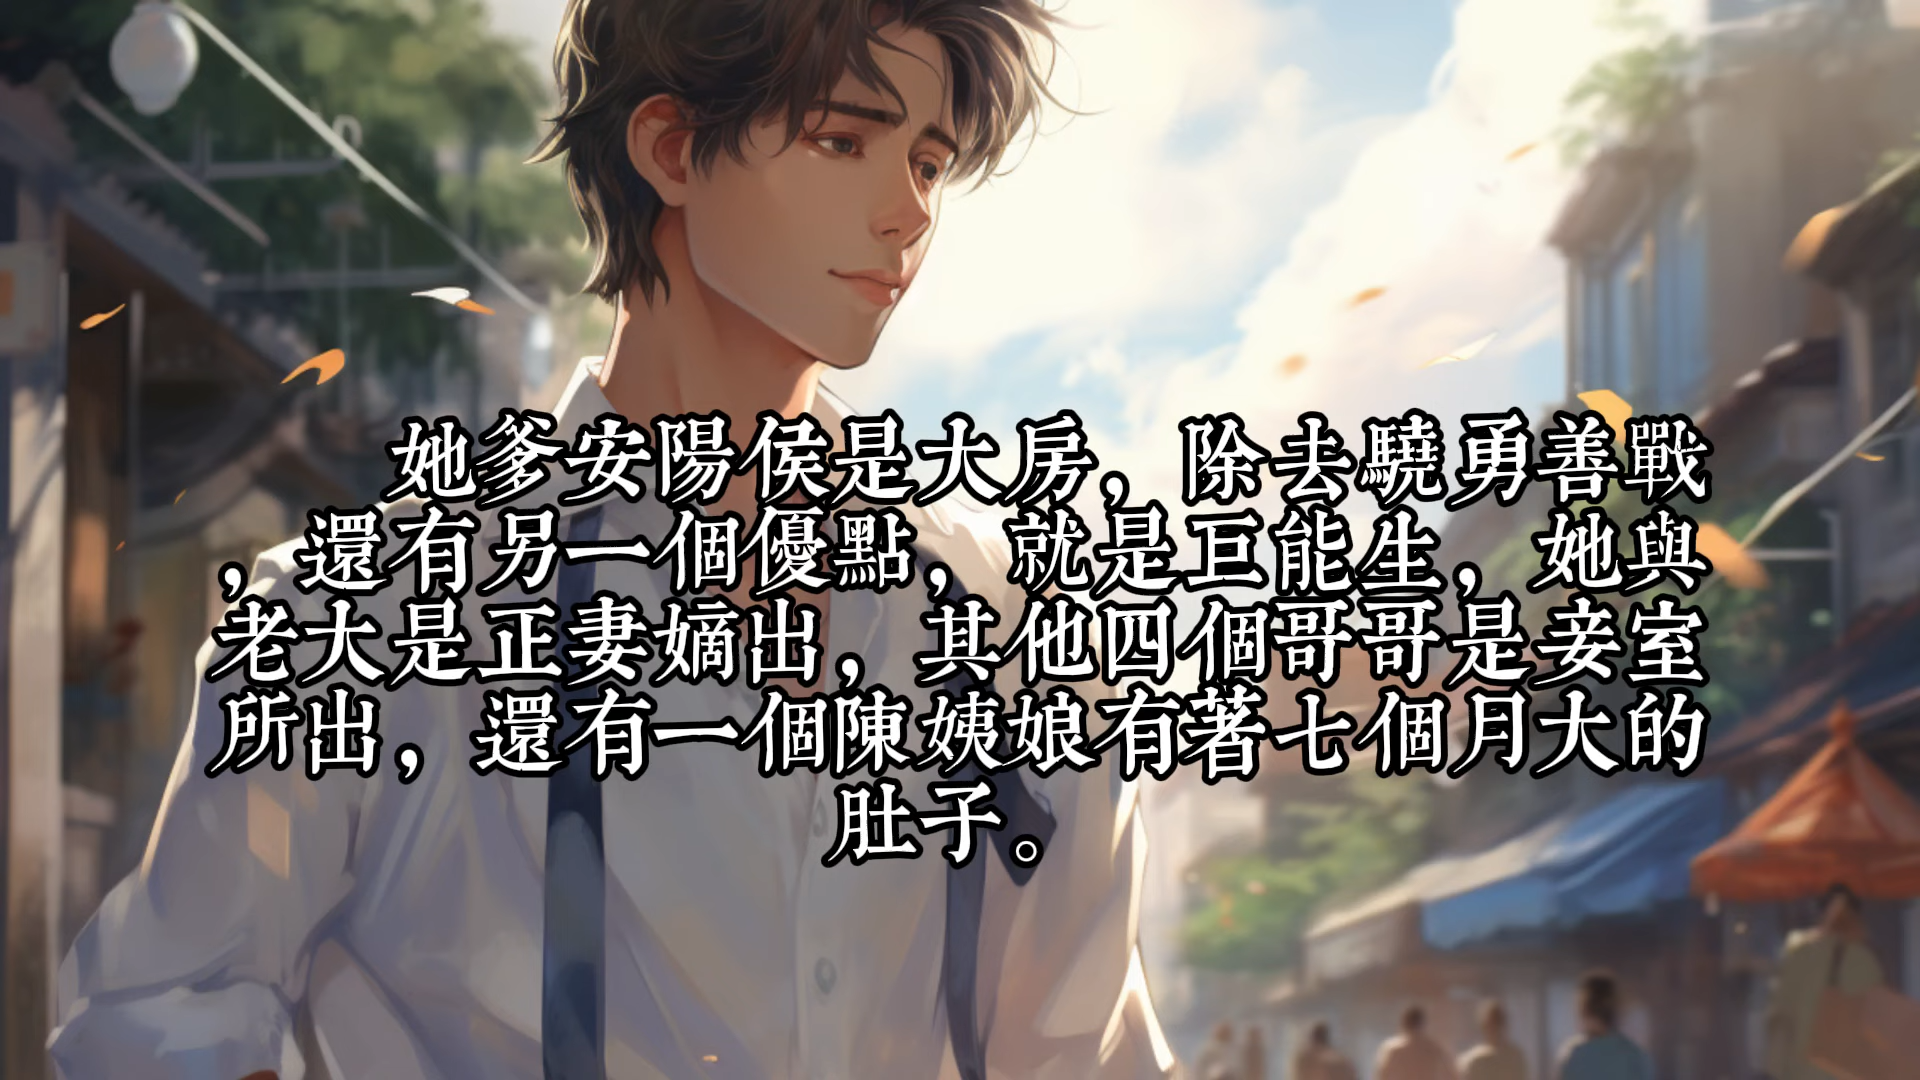 她爹安陽侯是大房，除去驍勇善戰
，還有另一個優點，就是巨能生，她與
老大是正妻嫡出，其他四個哥哥是妾室
所出，還有一個陳姨娘有著七個月大的
肚子。